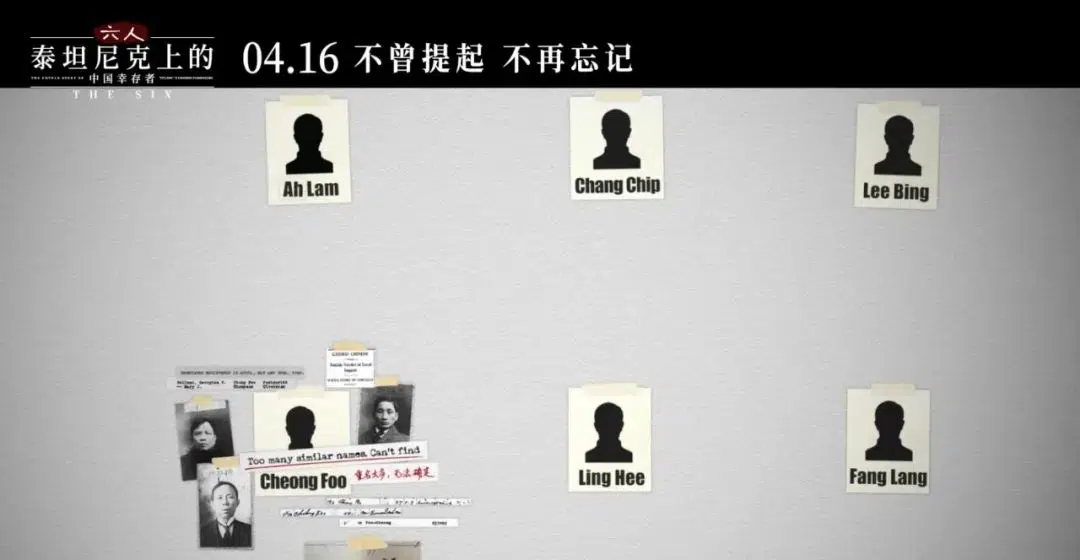 六人
泰坦尼克上的
中国幸存者
THE SIX
04.16 不曾提起 不再忘记
Ah Lam
Chang Chip
Lee Bing
Too many similar names. Can't find
重名太多，无法确定
Cheong Foo
Ling Hee
Fang Lang